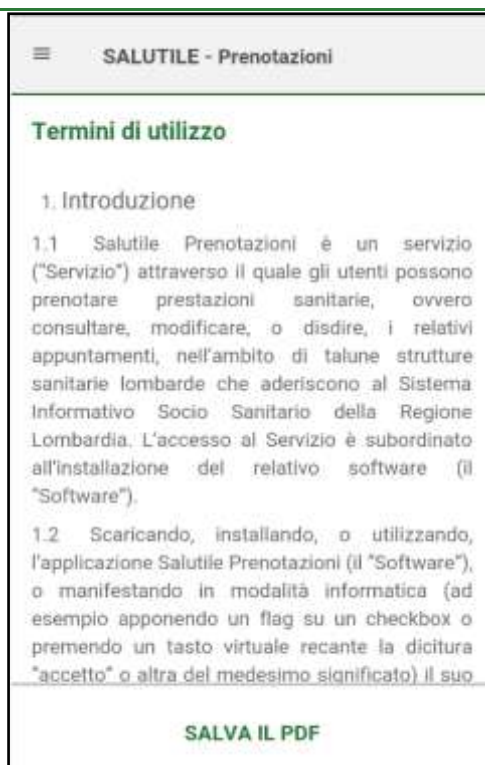 SALUTILE - Prenotazioni
Termini di utilizzo
1. Introduzione
1.1 Salutile Prenotazioni è un servizio
("Servizio") attraverso il quale gli utenti possono
prenotare prestazioni sanitarie, ovvero
consultare, modificare, o disdire, i relativi
appuntamenti, nell'ambito di talune strutture
sanitarie lombarde che aderiscono al Sistema
Informativo Socio Sanitario della Regione
Lombardia. L'accesso al Servizio è subordinato
all'installazione del relativo software (il
"Software").
1.2 Scaricando, installando, o utilizzando,
l'applicazione Salutile Prenotazioni (il "Software"),
o manifestando in modalità informatica (ad
esempio apponendo un flag su un checkbox o
premendo un tasto virtuale recante la dicitura
"accetto" o altra del medesimo significato) il suo
SALVA IL PDF